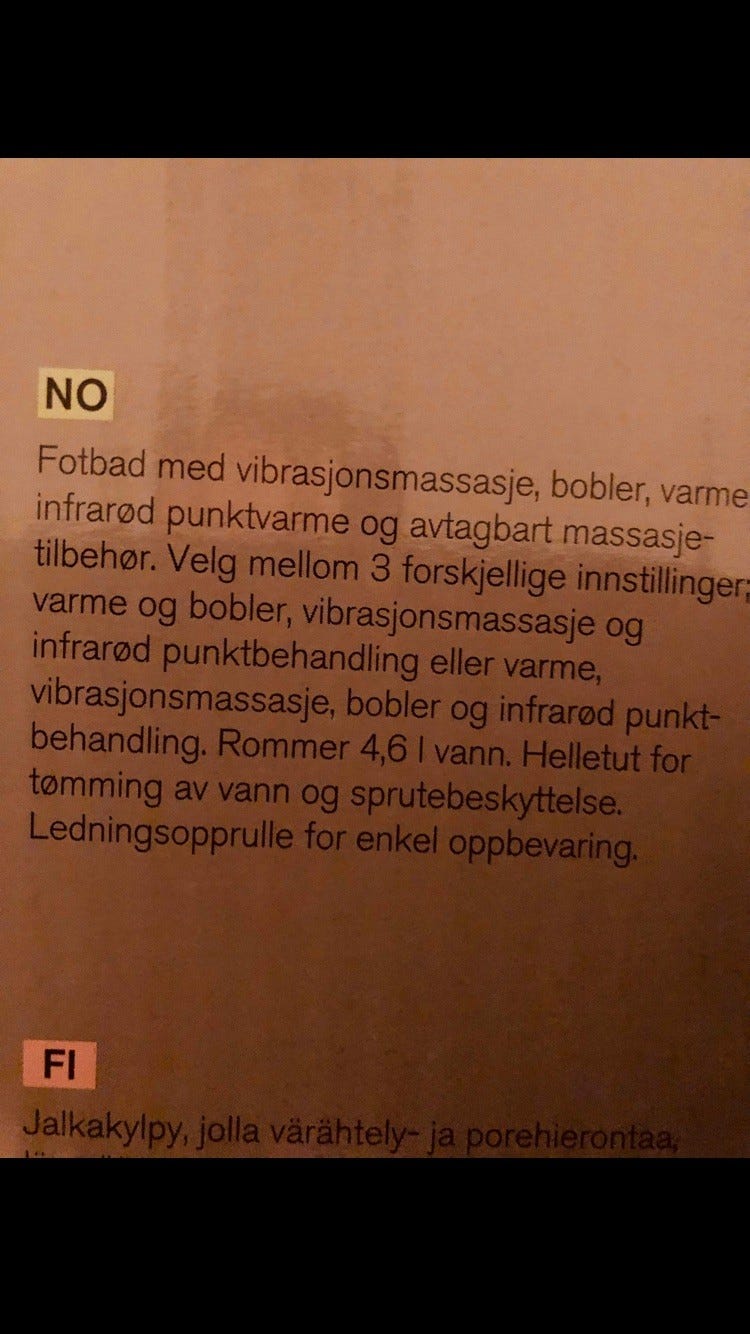 NO
Fotbad med vibrasjonsmassasje, bobler, varme
infrarød punktvarme og avtagbart massasje-
tilbehør. Velg mellom 3 forskjellige innstillinger;
varme og bobler, vibrasjonsmassasje og
infrarød punktbehandling eller varme,
vibrasjonsmassasje, bobler og infrarød punkt-
behandling. Rommer 4,6 l vann. Helletut for
tømming av vann og sprutebeskyttelse.
Ledningsopprulle for enkel oppbevaring.
FI
Jalkakylpy, jolla värähtely- ja porehierontaa,